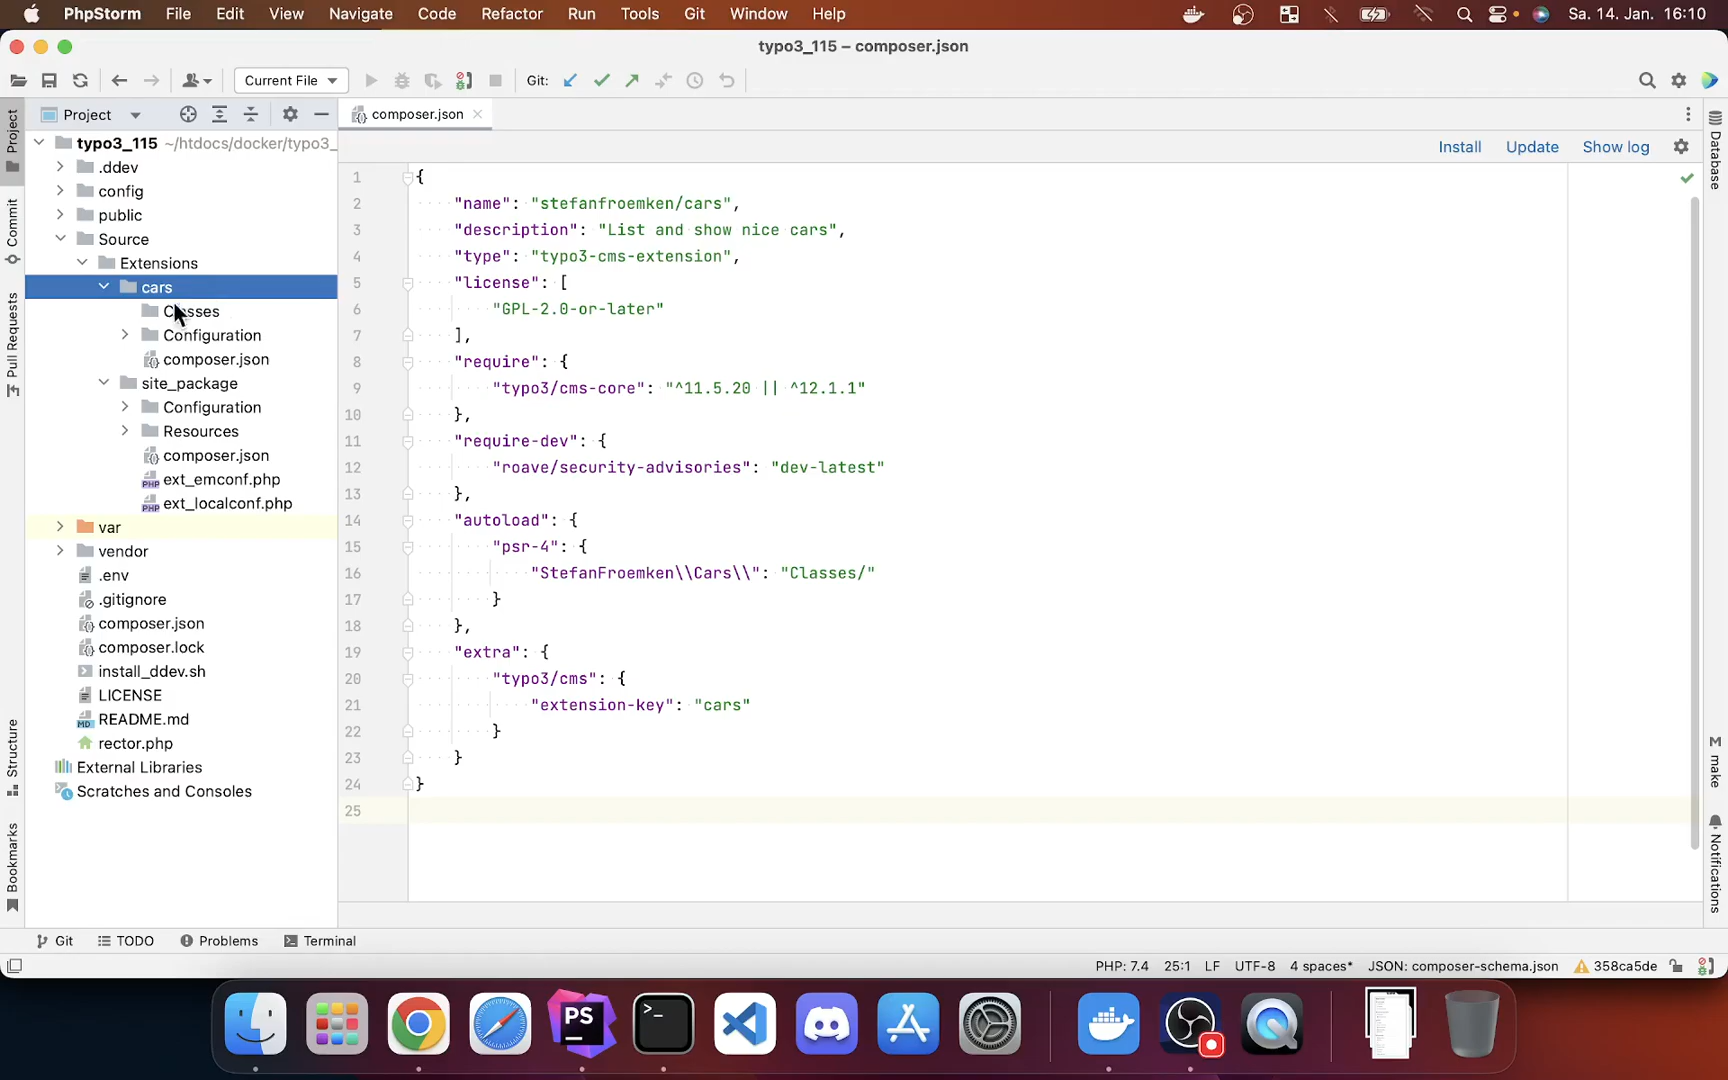 PhpStorm File Edit View Navigate Code Refactor Run Tools Git Window Help Sa. 14. Jan. 16:10
typo3_115 – composer.json
Current File Git:
Project composer.json
typo3_115 ~/htdocs/docker/typo3_
Install Update Show log
.ddev
config
public
Source
Extensions
cars
Classes
Configuration
composer.json
site_package
Configuration
Resources
composer.json
ext_emconf.php
ext_localconf.php
var
vendor
.env
.gitignore
composer.json
composer.lock
install_ddev.sh
LICENSE
README.md
rector.php
External Libraries
Scratches and Consoles
1 {
2 "name": "stefanfroemken/cars",
3 "description": "List and show nice cars",
4 "type": "typo3-cms-extension",
5 "license": [
6 "GPL-2.0-or-later"
7 ],
8 "require": {
9 "typo3/cms-core": "^11.5.20 || ^12.1.1"
10 },
11 "require-dev": {
12 "roave/security-advisories": "dev-latest"
13 },
14 "autoload": {
15 "psr-4": {
16 "StefanFroemken\\Cars\\": "Classes/"
17 }
18 },
19 "extra": {
20 "typo3/cms": {
21 "extension-key": "cars"
22 }
23 }
24 }
25
Project
Commit
Pull Requests
Structure
Bookmarks
Database
make
Notifications
Git TODO Problems Terminal
PHP: 7.4 25:1 LF UTF-8 4 spaces* JSON: composer-schema.json 358ca5de
PS